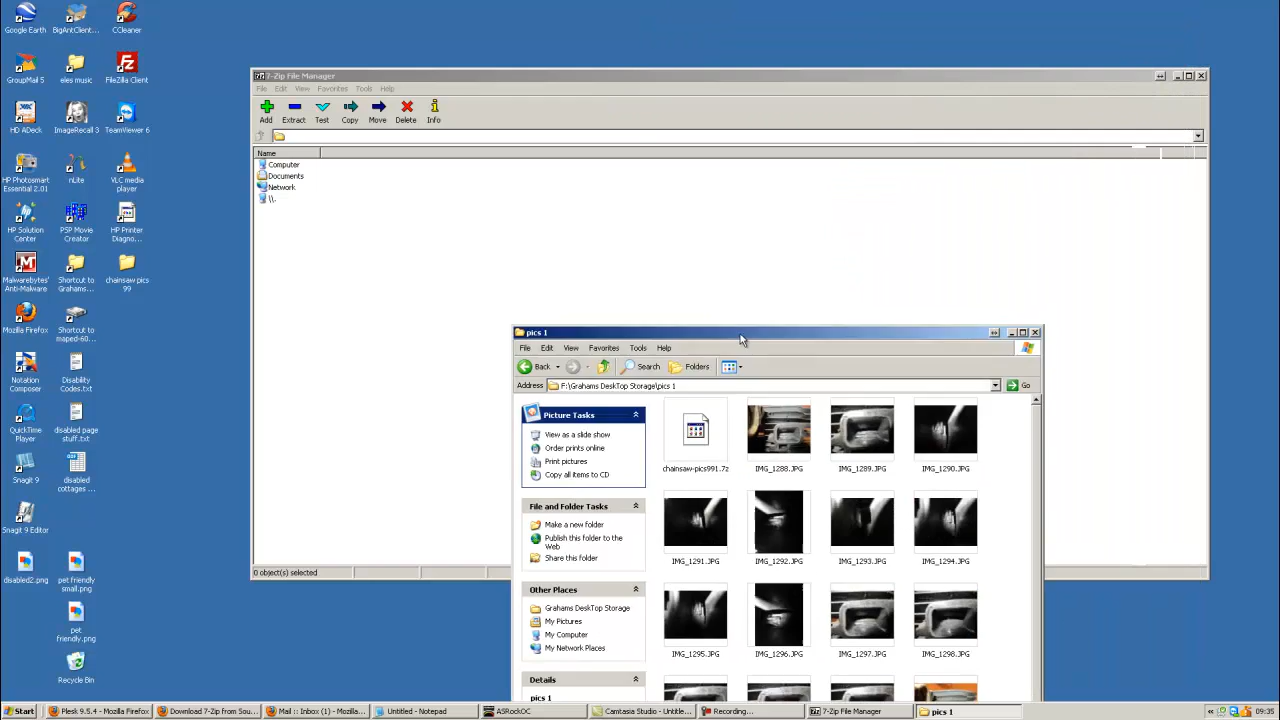 Google Earth
BigAntClient...
CCleaner
GroupMail 5
eles music
FileZilla Client
HD ADeck
ImageRecall 3
TeamViewer 6
HP Photosmart
Essential 2.01
nLite
VLC media
player
HP Solution
Center
PSP Movie
Creator
HP Printer
Diagno...
Malwarebytes'
Anti-Malware
Shortcut to
Grahams...
chainsaw pics
99
Mozilla Firefox
Shortcut to
maped-60...
Notation
Composer
Disability
Codes.txt
QuickTime
Player
disabled page
stuff.txt
Snagit 9
disabled
cottages ...
Snagit 9 Editor
disabled2.png
pet friendly
small.png
pet
friendly.png
Recycle Bin
7-Zip File Manager
File Edit View Favorites Tools Help
Add Extract Test Copy Move Delete Info
Name
Computer
Documents
Network
\\.
0 object(s) selected
pics 1
File Edit View Favorites Tools Help
Back Search Folders
Address F:\Grahams DeskTop Storage\pics 1 Go
Picture Tasks
View as a slide show
Order prints online
Print pictures
Copy all items to CD
File and Folder Tasks
Make a new folder
Publish this folder to the
Web
Share this folder
Other Places
Grahams DeskTop Storage
My Pictures
My Computer
My Network Places
Details
pics 1
chainsaw-pics991.7z IMG_1288.JPG IMG_1289.JPG IMG_1290.JPG
IMG_1291.JPG IMG_1292.JPG IMG_1293.JPG IMG_1294.JPG
IMG_1295.JPG IMG_1296.JPG IMG_1297.JPG IMG_1298.JPG
Start Plesk 9.5.4 - Mozilla Firefox Download 7-Zip from Sou... Mail :: Inbox (1) - Mozilla... Untitled - Notepad ASRockOC Camtasia Studio - Untitle... Recording... 7-Zip File Manager pics 1 « 09:35